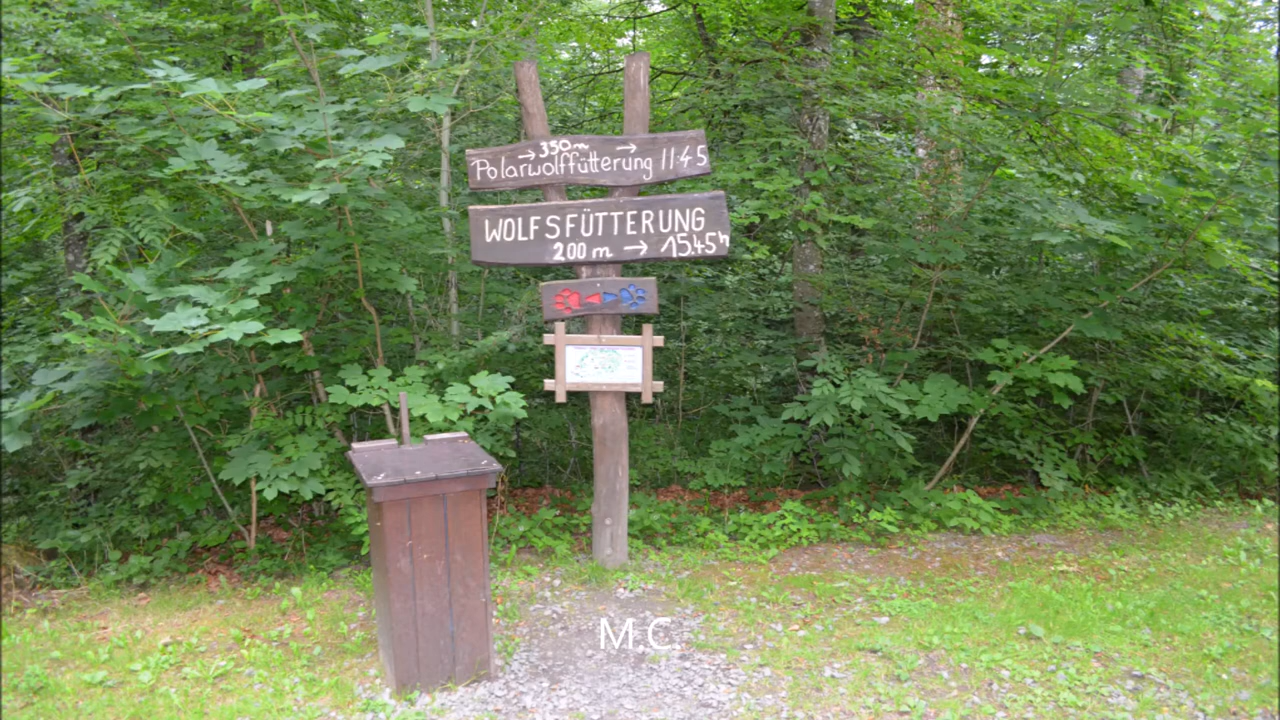 → 350m →
Polarwolffütterung 11:45
WOLFSFÜTTERUNG
200 m → 15.45h
M.C